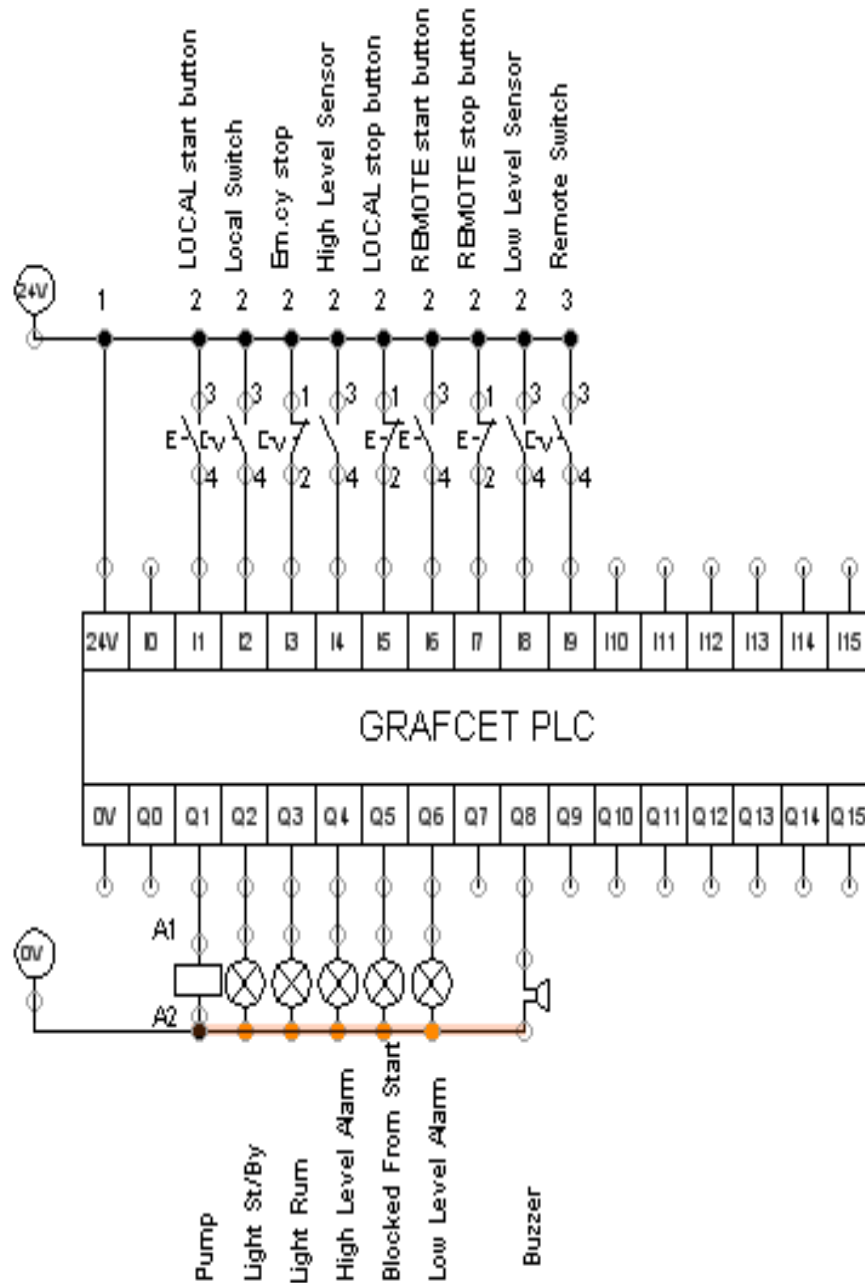 LOCAL start button
Local Switch
Em.cy stop
High Level Sensor
LOCAL stop button
REMOTE start button
REMOTE stop button
Low Level Sensor
Remote Switch
24V
1 2 2 2 2 2 2 2 2 3
3 3 1 3 1 3 1 3 3
E E E E E
4 4 2 4 2 4 2 4 4
24V I0 I1 I2 I3 I4 I5 I6 I7 I8 I9 I10 I11 I12 I13 I14 I15
GRAFCET PLC
0V Q0 Q1 Q2 Q3 Q4 Q5 Q6 Q7 Q8 Q9 Q10 Q11 Q12 Q13 Q14 Q15
A1
0V
A2
Pump
Light St/By
Light Rum
High Level Alarm
Blocked From Start
Low Level Alarm
Buzzer